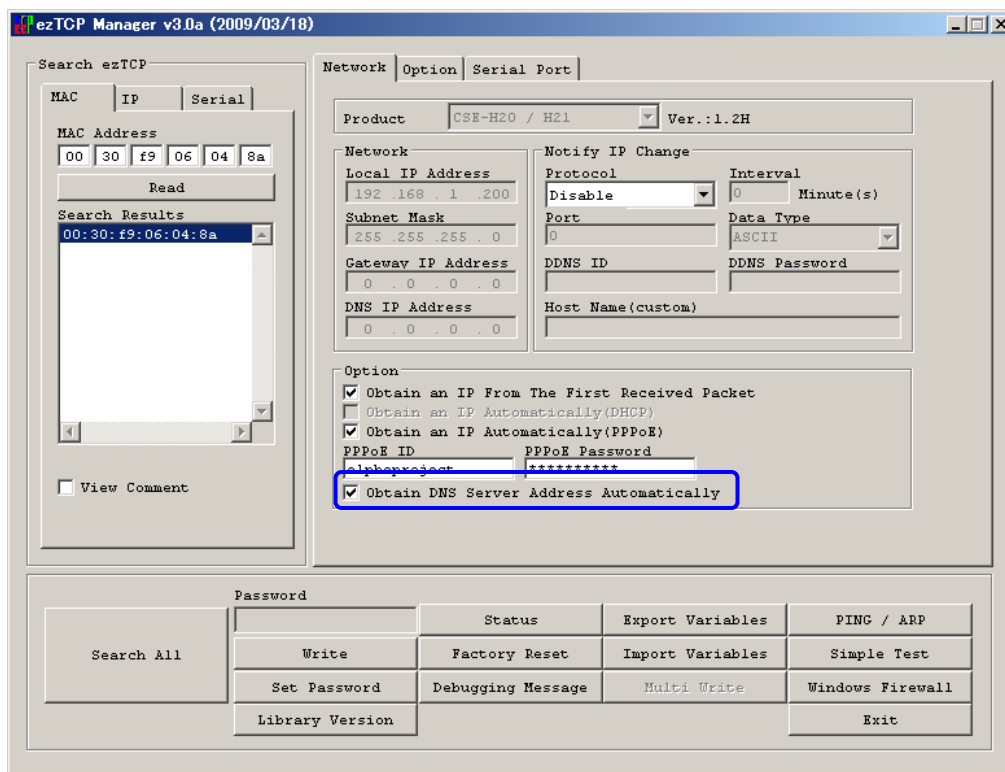 ezTCP Manager v3.0a (2009/03/18)
Search ezTCP
MAC IP Serial
MAC Address
00 30 f9 06 04 8a
Read
Search Results
00:30:f9:06:04:8a
View Comment
Network Option Serial Port
Product CSE-H20 / H21 Ver.:1.2H
Network
Local IP Address
192 .168 . 1 .200
Subnet Mask
255 .255 .255 . 0
Gateway IP Address
0 . 0 . 0 . 0
DNS IP Address
0 . 0 . 0 . 0
Notify IP Change
Protocol Interval
Disable 0 Minute(s)
Port Data Type
0 ASCII
DDNS ID DDNS Password
Host Name(custom)
Option
Obtain an IP From The First Received Packet
Obtain an IP Automatically(DHCP)
Obtain an IP Automatically(PPPoE)
PPPoE ID PPPoE Password
alphaproject **********
Obtain DNS Server Address Automatically
Password
Search All
Status Export Variables PING / ARP
Write Factory Reset Import Variables Simple Test
Set Password Debugging Message Multi Write Windows Firewall
Library Version Exit